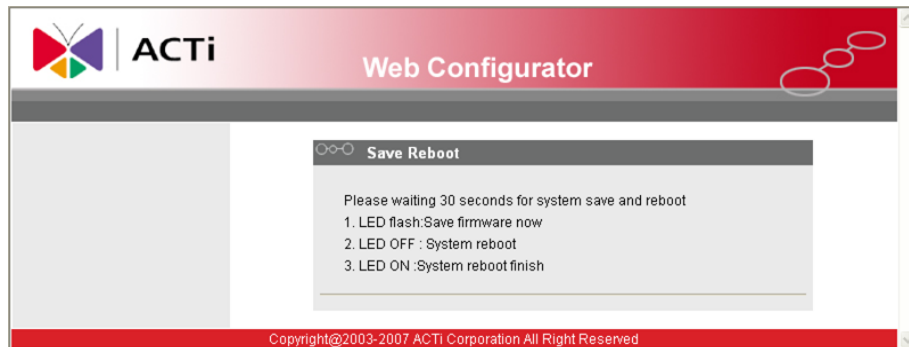 ACTi
Web Configurator
Save Reboot
Please waiting 30 seconds for system save and reboot
1. LED flash:Save firmware now
2. LED OFF : System reboot
3. LED ON :System reboot finish
Copyright@2003-2007 ACTi Corporation All Right Reserved